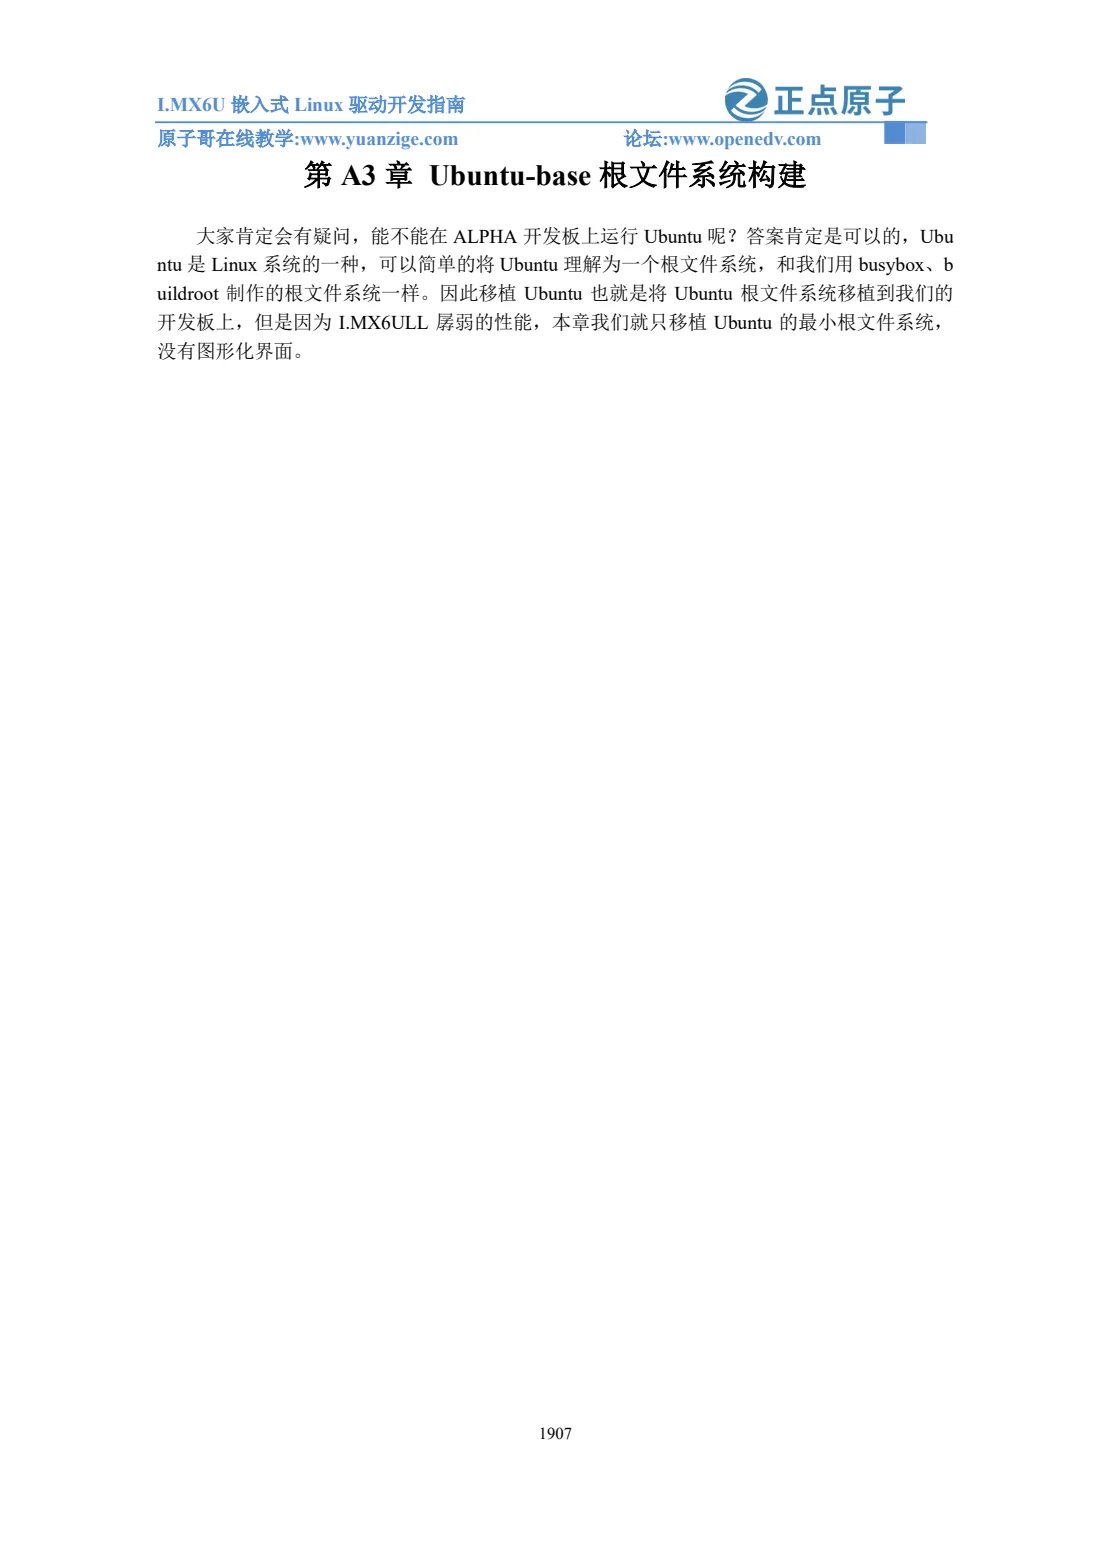 I.MX6U 嵌入式 Linux 驱动开发指南
正点原子
原子哥在线教学:www.yuanzige.com 论坛:www.openedv.com
第 A3 章 Ubuntu-base 根文件系统构建
大家肯定会有疑问，能不能在 ALPHA 开发板上运行 Ubuntu 呢？答案肯定是可以的，Ubu
ntu 是 Linux 系统的一种，可以简单的将 Ubuntu 理解为一个根文件系统，和我们用 busybox、b
uildroot 制作的根文件系统一样。因此移植 Ubuntu 也就是将 Ubuntu 根文件系统移植到我们的
开发板上，但是因为 I.MX6ULL 孱弱的性能，本章我们就只移植 Ubuntu 的最小根文件系统，
没有图形化界面。
1907